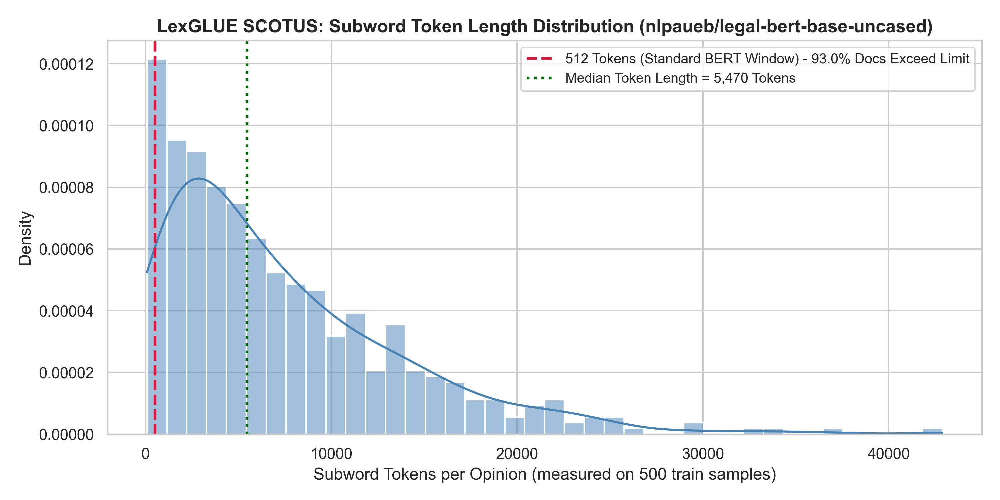 LexGLUE SCOTUS: Subword Token Length Distribution (nlpaueb/legal-bert-base-uncased)
512 Tokens (Standard BERT Window) - 93.0% Docs Exceed Limit
Median Token Length = 5,470 Tokens
Density
0.00012
0.00010
0.00008
0.00006
0.00004
0.00002
0.00000
0 10000 20000 30000 40000
Subword Tokens per Opinion (measured on 500 train samples)